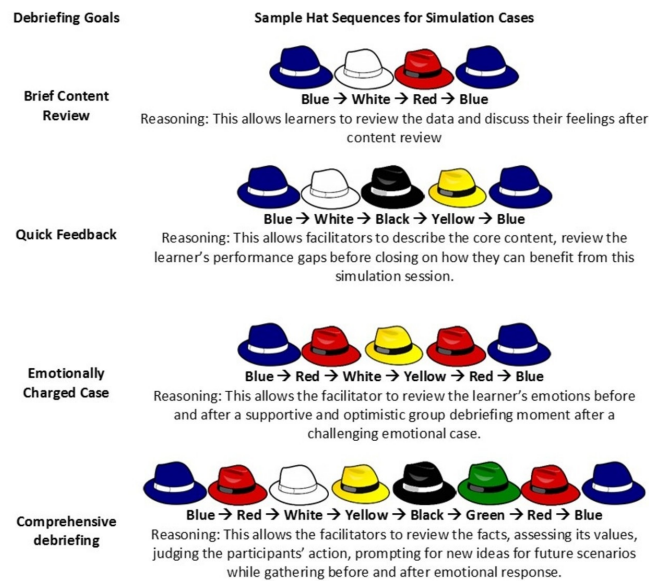 Debriefing Goals
Sample Hat Sequences for Simulation Cases
Brief Content
Review
Blue → White → Red → Blue
Reasoning: This allows learners to review the data and discuss their feelings after
content review
Quick Feedback
Blue → White → Black → Yellow → Blue
Reasoning: This allows facilitators to describe the core content, review the
learner's performance gaps before closing on how they can benefit from this
simulation session.
Emotionally
Charged Case
Blue → Red → White → Yellow → Red → Blue
Reasoning: This allows the facilitator to review the learner's emotions before
and after a supportive and optimistic group debriefing moment after a
challenging emotional case.
Comprehensive
debriefing
Blue → Red → White → Yellow → Black → Green → Red → Blue
Reasoning: This allows the facilitators to review the facts, assessing its values,
judging the participants' action, prompting for new ideas for future scenarios
while gathering before and after emotional response.